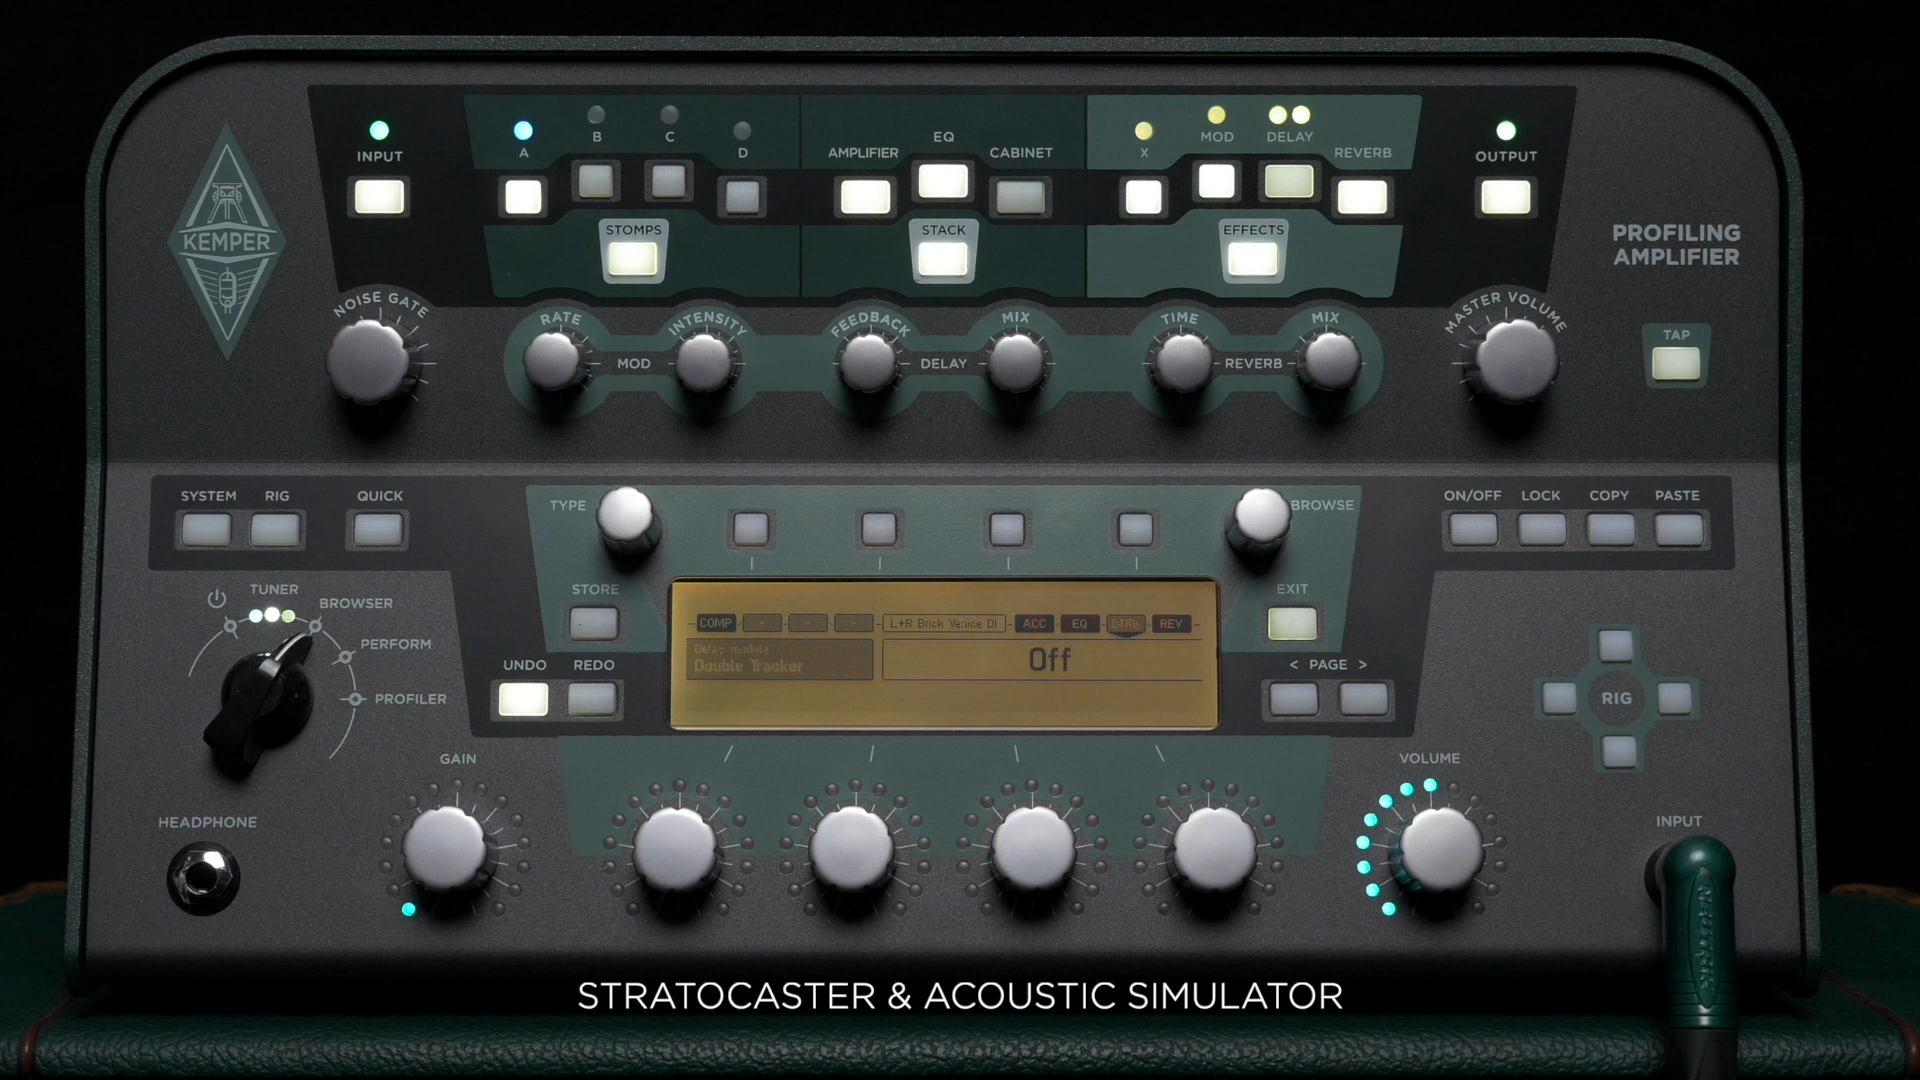 INPUT
A
B
C
D
AMPLIFIER
EQ
CABINET
X
MOD
DELAY
REVERB
OUTPUT
KEMPER
STOMPS
STACK
EFFECTS
PROFILING
AMPLIFIER
NOISE GATE
RATE
MOD
INTENSITY
FEEDBACK
DELAY
MIX
TIME
REVERB
MIX
MASTER VOLUME
TAP
SYSTEM
RIG
QUICK
TYPE
BROWSE
ON/OFF
LOCK
COPY
PASTE
TUNER
BROWSER
PERFORM
PROFILER
STORE
EXIT
UNDO
REDO
COMP
L+R Brick Venice DI
ACC
EQ
DTRK
REV
Delay module
Double Tracker
Off
< PAGE >
RIG
GAIN
VOLUME
HEADPHONE
INPUT
NEUTRIK
STRATOCASTER & ACOUSTIC SIMULATOR